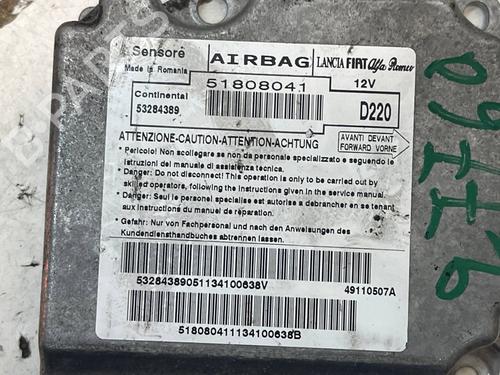 Sensore
AIRBAG
LANCIA FIAT Alfa Romeo
Made in Romania
51808041
12V
Continental
53284389
D220
ATTENZIONE-CAUTION-ATTENTION-ACHTUNG
AVANTI DEVANT
FORWARD VORNE
* Pericolo! Non scollegare se non da personale specializzato e seguendo le
istruzioni del manuale di assistenza tecnica.
* Danger: Do not disconnect! This operation is only to be carried out by
skilled operators, following the instructions given in the service manual.
* Danger: Seul le personel specialise est autorise a debrancher en se tenant
aux instructions du manuel de réparation.
* Gefahr: Nur von Fachpersonal und nach den Anweisungen des
Kundendiensthandbuches abtrennen lassen.
53284389051134100638V
49110507A
518080411134100638B